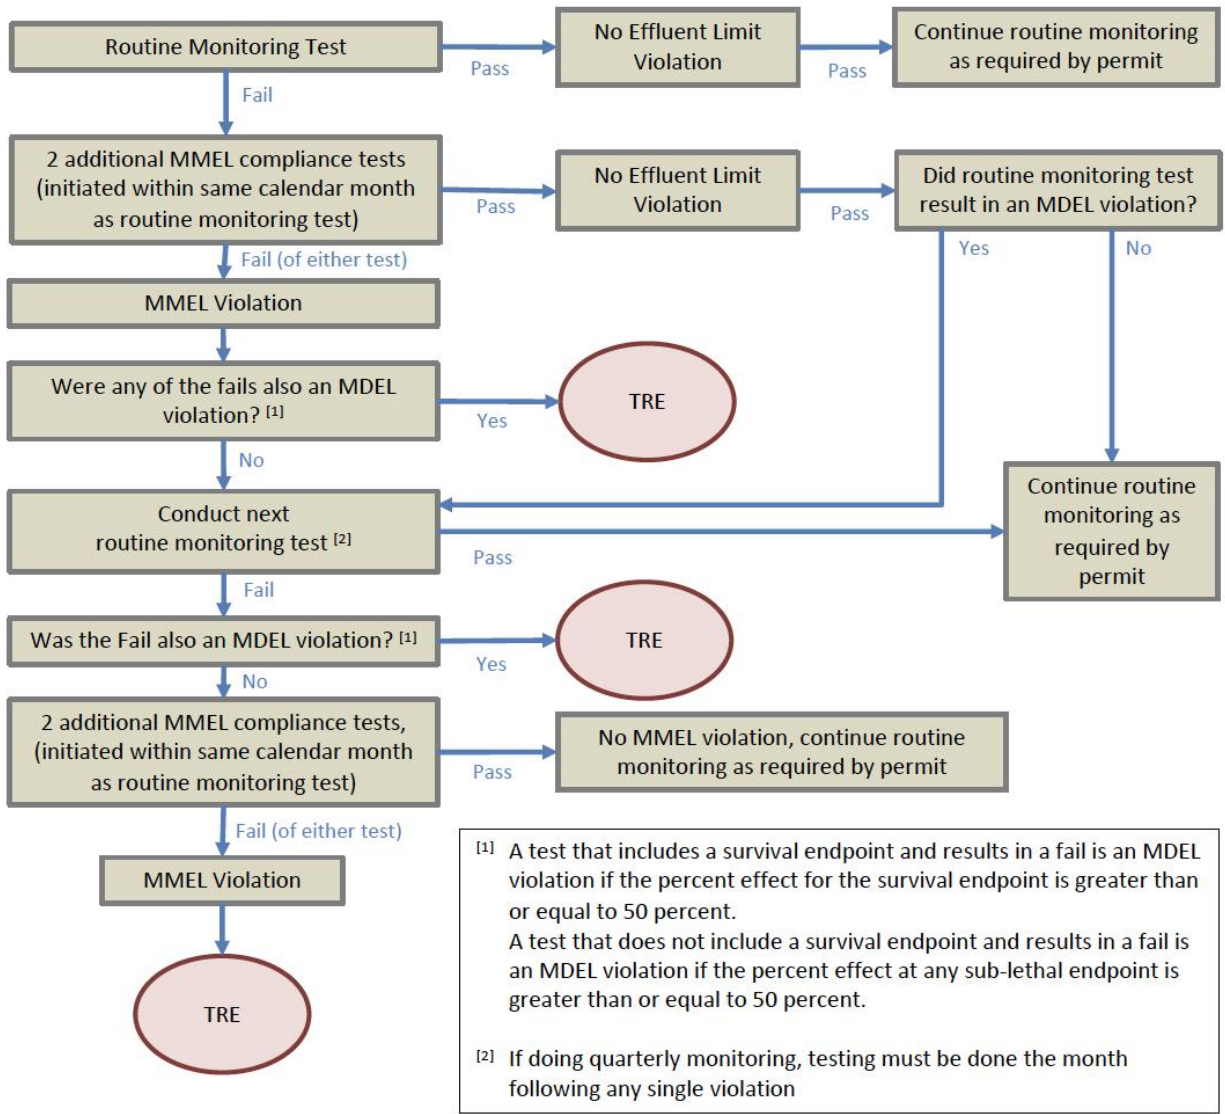 Routine Monitoring Test
Pass
No Effluent Limit
Violation
Pass
Continue routine monitoring
as required by permit
Fail
2 additional MMEL compliance tests
(initiated within same calendar month
as routine monitoring test)
Pass
No Effluent Limit
Violation
Pass
Did routine monitoring test
result in an MDEL violation?
Fail (of either test)
Yes
No
MMEL Violation
Were any of the fails also an MDEL
violation? [1]
Yes
TRE
No
Conduct next
routine monitoring test [2]
Pass
Continue routine
monitoring as
required by
permit
Fail
Was the Fail also an MDEL violation? [1]
Yes
TRE
No
2 additional MMEL compliance tests,
(initiated within same calendar month
as routine monitoring test)
Pass
No MMEL violation, continue routine
monitoring as required by permit
Fail (of either test)
MMEL Violation
TRE
[1] A test that includes a survival endpoint and results in a fail is an MDEL
violation if the percent effect for the survival endpoint is greater than
or equal to 50 percent.
A test that does not include a survival endpoint and results in a fail is
an MDEL violation if the percent effect at any sub-lethal endpoint is
greater than or equal to 50 percent.
[2] If doing quarterly monitoring, testing must be done the month
following any single violation